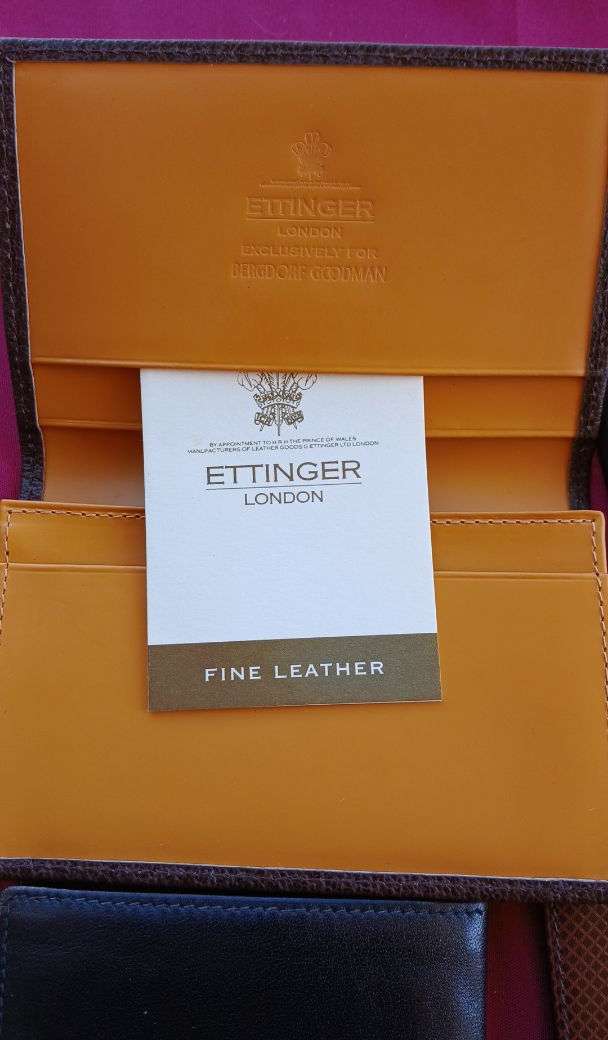 ETTINGER
LONDON
EXCLUSIVELY FOR
BERGDORF GOODMAN
BY APPOINTMENT TO H R H THE PRINCE OF WALES
MANUFACTURERS OF LEATHER GOODS G ETTINGER LTD LONDON
ETTINGER
LONDON
FINE LEATHER